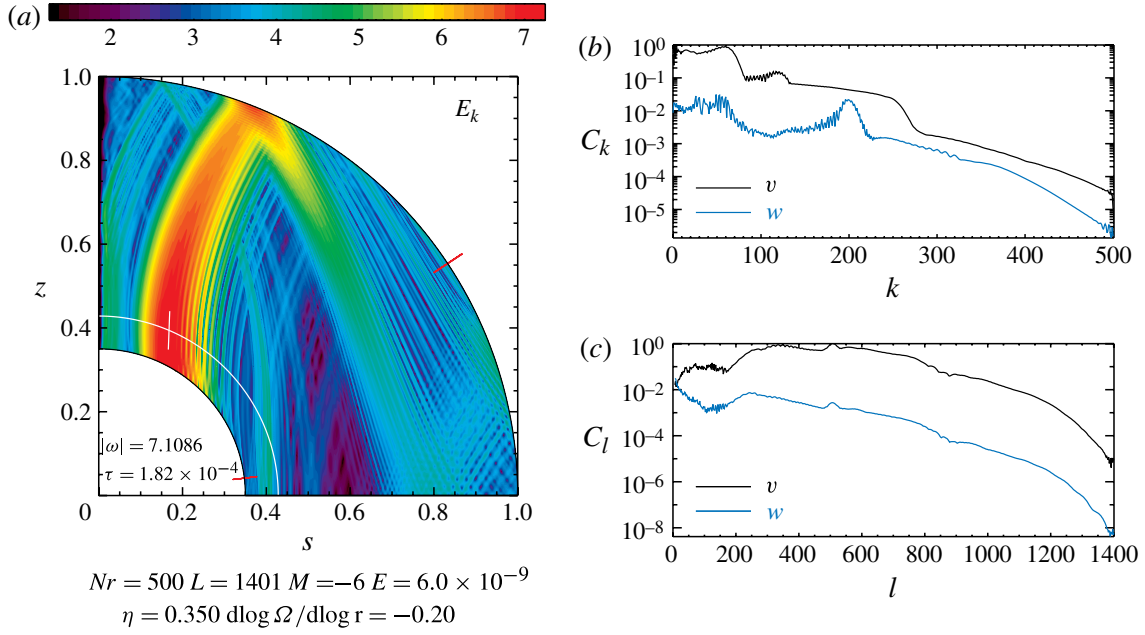 (a)
2 3 4 5 6 7
E_k
1.0
0.8
0.6
z
0.4
0.2
|ω| = 7.1086
τ = 1.82 × 10⁻⁴
0 0.2 0.4 0.6 0.8 1.0
s
Nr = 500 L = 1401 M =−6 E = 6.0 × 10⁻⁹
η = 0.350 dlog Ω/dlog r = −0.20
(b)
10⁰
10⁻¹
10⁻²
C_k 10⁻³
10⁻⁴
10⁻⁵
v
w
0 100 200 300 400 500
k
(c)
10⁰
10⁻²
C_l 10⁻⁴
10⁻⁶
10⁻⁸
v
w
0 200 400 600 800 1000 1200 1400
l